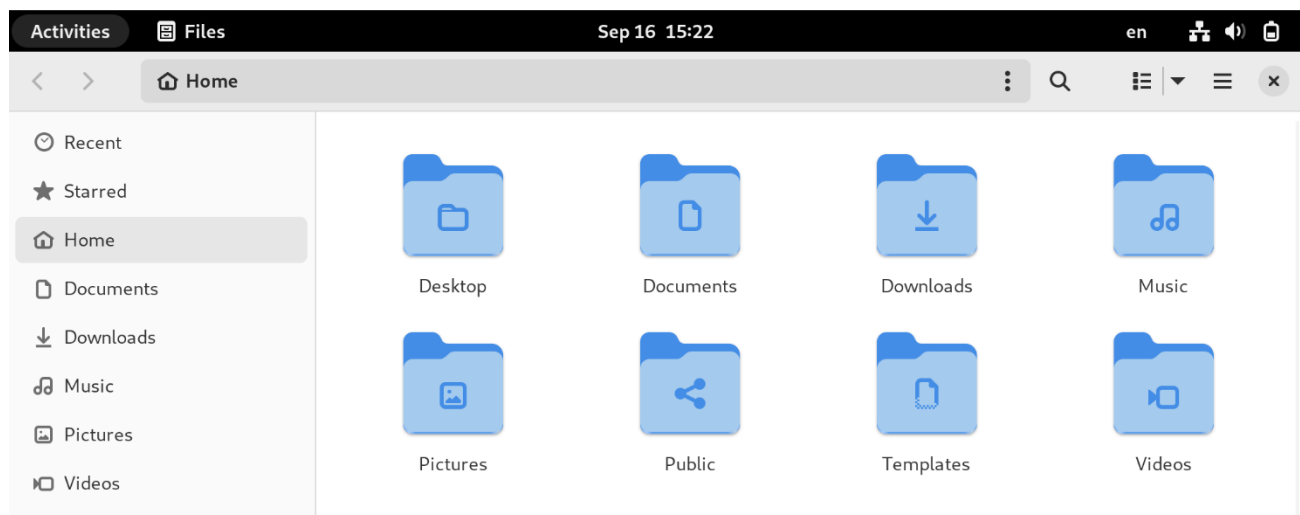 Activities Files Sep 16 15:22 en
Home
Recent
Starred
Home
Documents
Downloads
Music
Pictures
Videos
Desktop Documents Downloads Music
Pictures Public Templates Videos